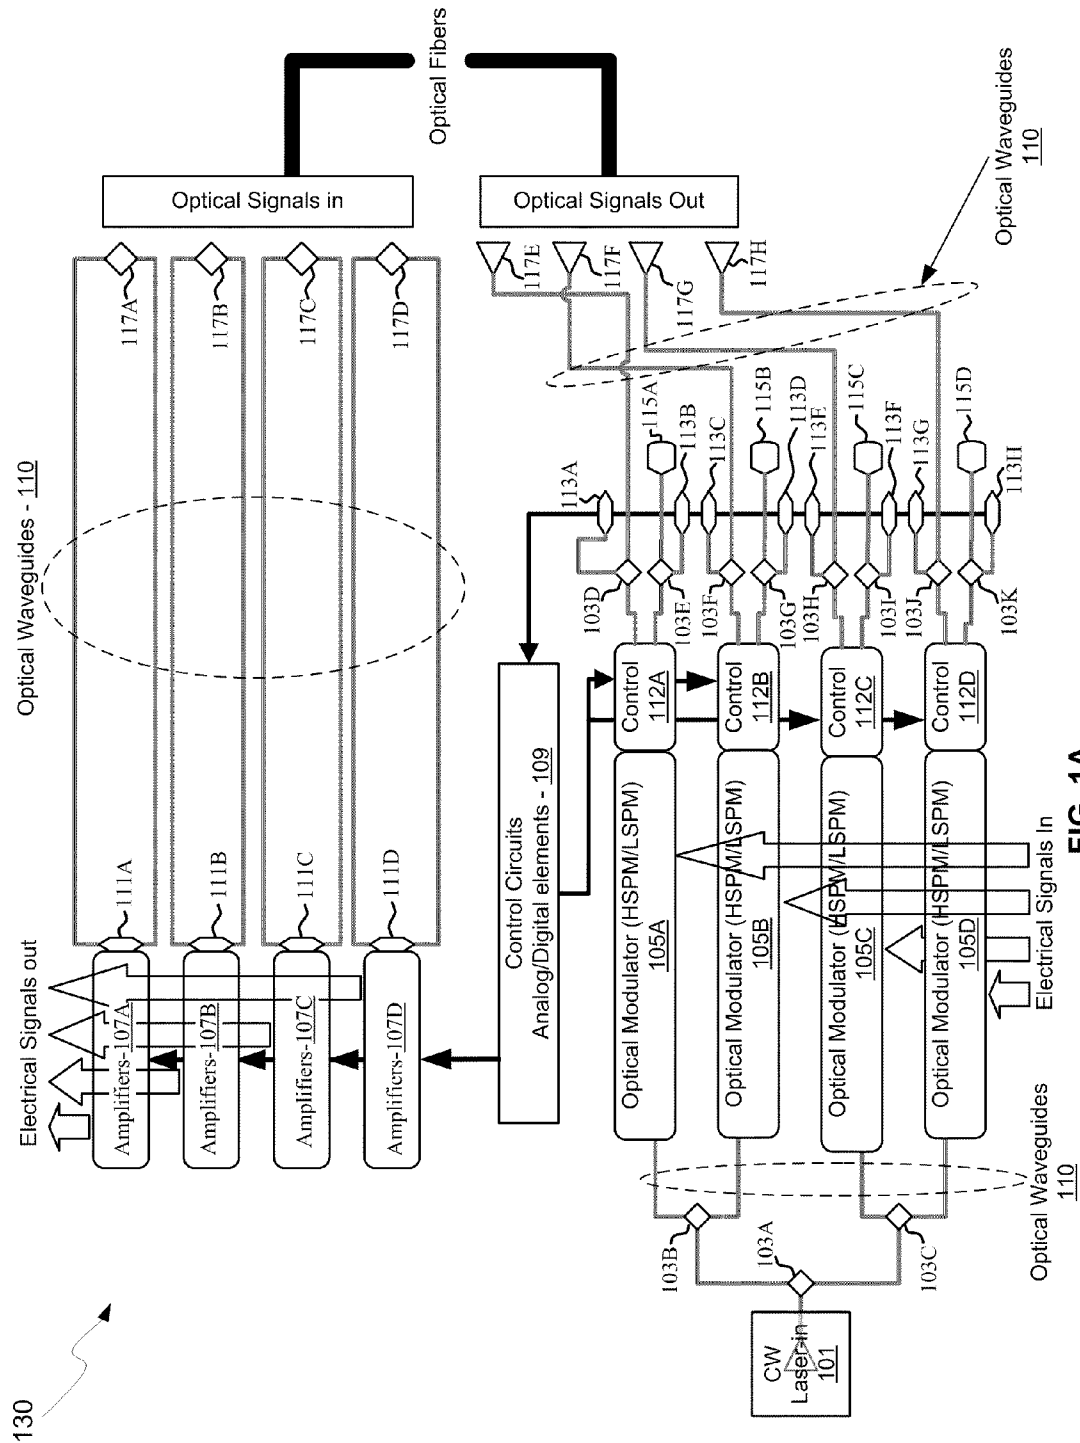 130
Electrical Signals out
Optical Waveguides - 110
Amplifiers-107A
Amplifiers-107B
Amplifiers-107C
Amplifiers-107D
111A
111B
111C
111D
117A
117B
117C
117D
Optical Signals in
Optical Fibers
Optical Signals Out
117E
117F
117G
117H
Optical Waveguides
110
Control Circuits
Analog/Digital elements - 109
CW
Laser-in
101
103A
103B
103C
Optical Waveguides
110
Optical Modulator (HSPM/LSPM)
105A
Optical Modulator (HSPM/LSPM)
105B
Optical Modulator (HSPM/LSPM)
105C
Optical Modulator (HSPM/LSPM)
105D
Electrical Signals In
Control
112A
Control
112B
Control
112C
Control
112D
103D
103E
103F
103G
103H
103I
103J
103K
113A
113B
113C
113D
113E
113F
113G
113H
115A
115B
115C
115D
FIG. 1A